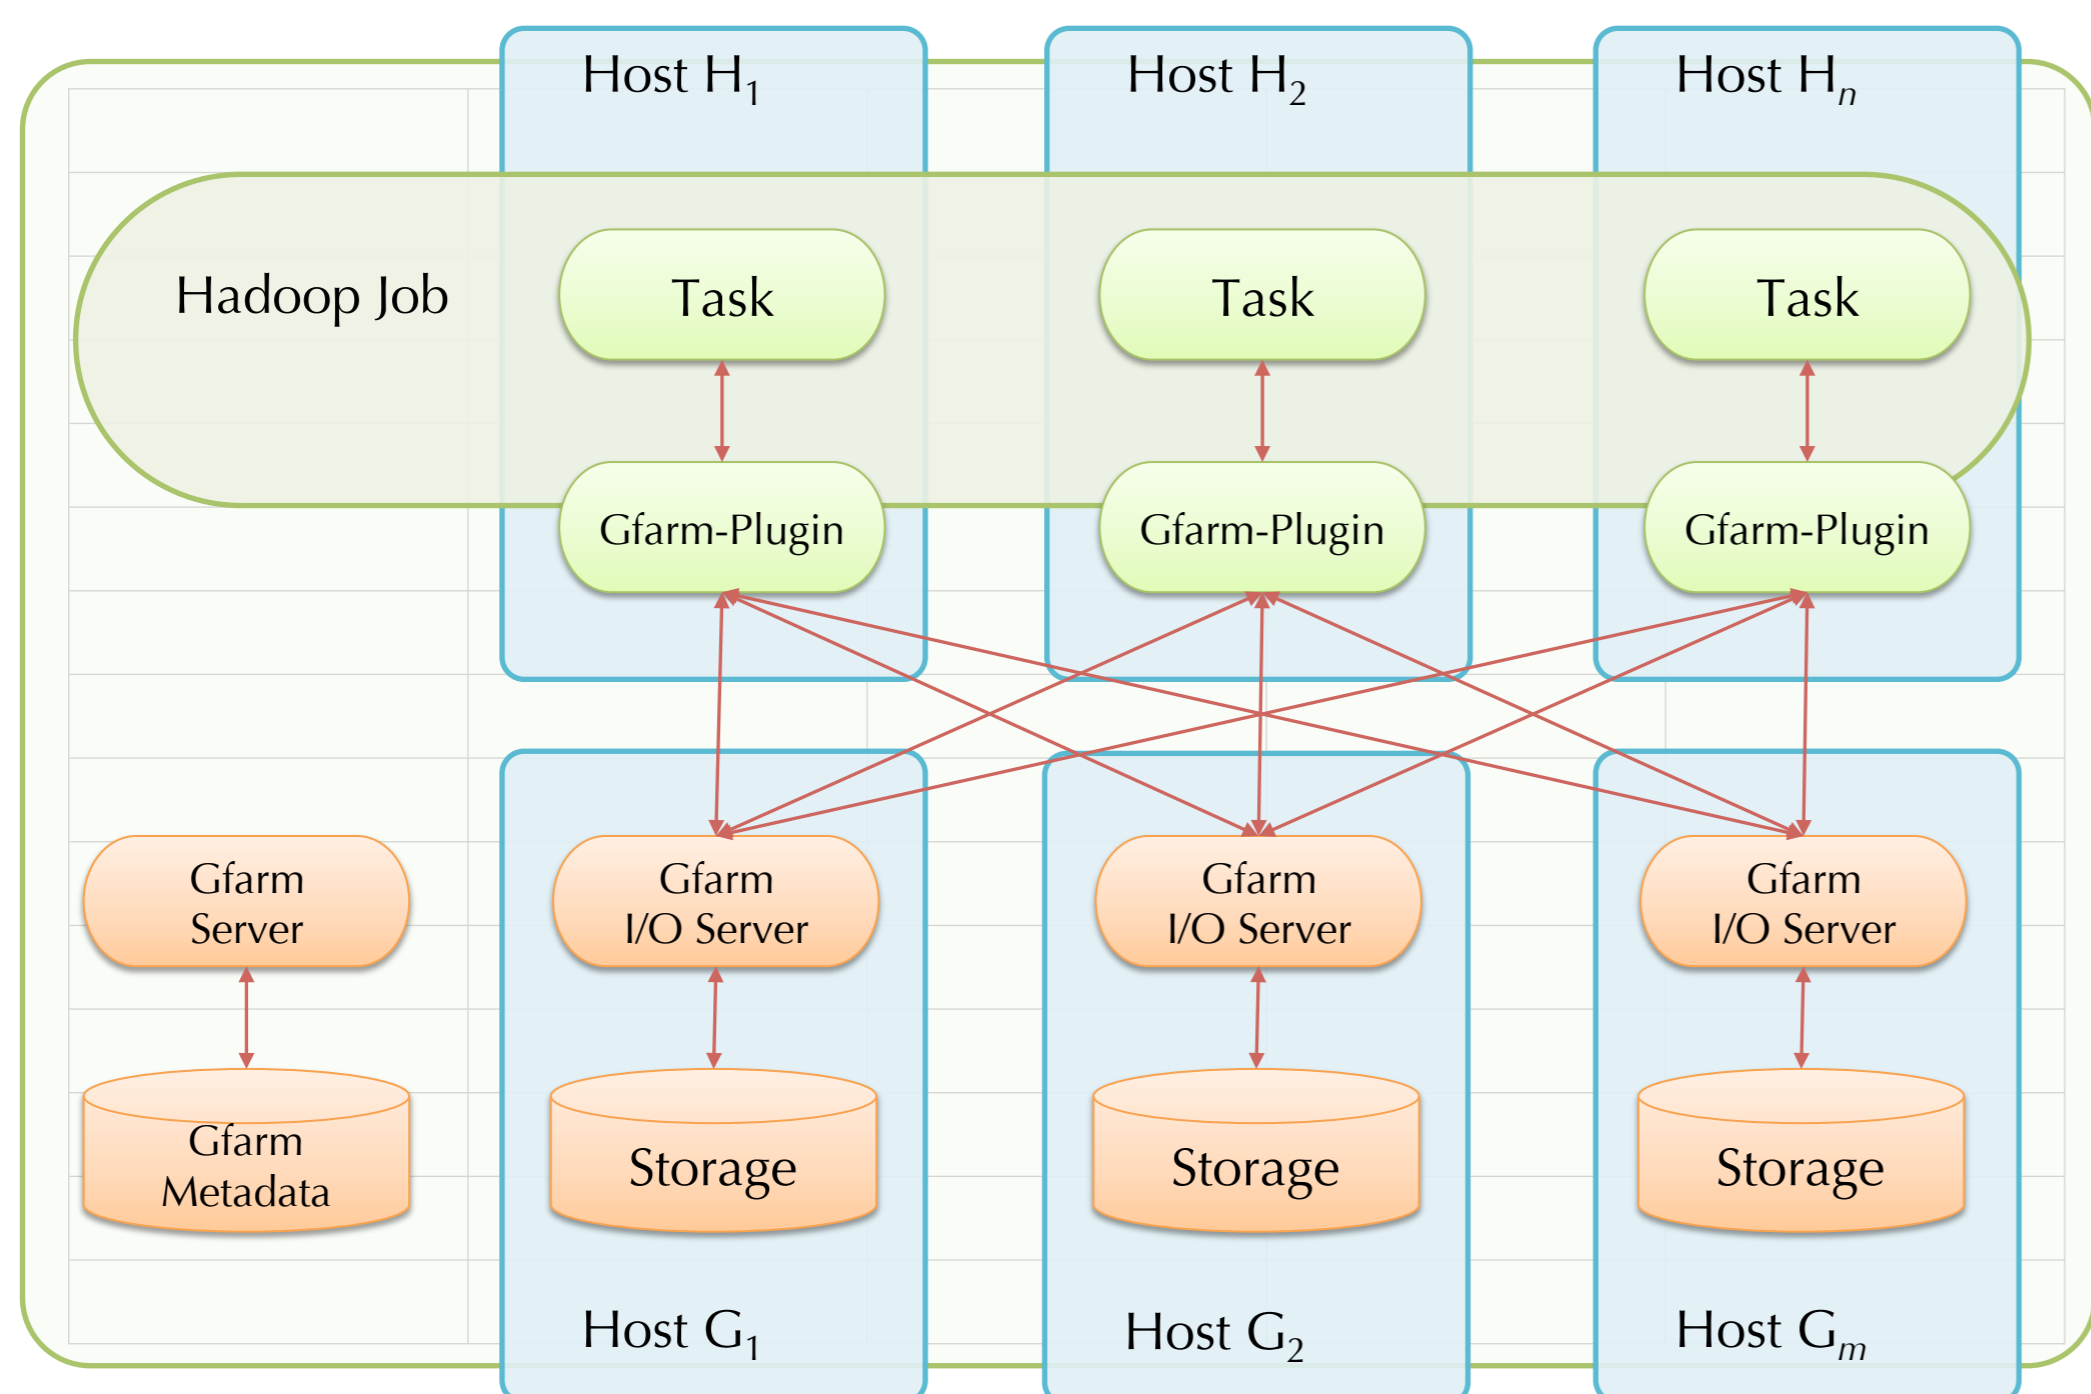 Host H1
Host H2
Host Hn
Hadoop Job
Task
Task
Task
Gfarm-Plugin
Gfarm-Plugin
Gfarm-Plugin
Gfarm
Server
Gfarm
I/O Server
Gfarm
I/O Server
Gfarm
I/O Server
Gfarm
Metadata
Storage
Storage
Storage
Host G1
Host G2
Host Gm